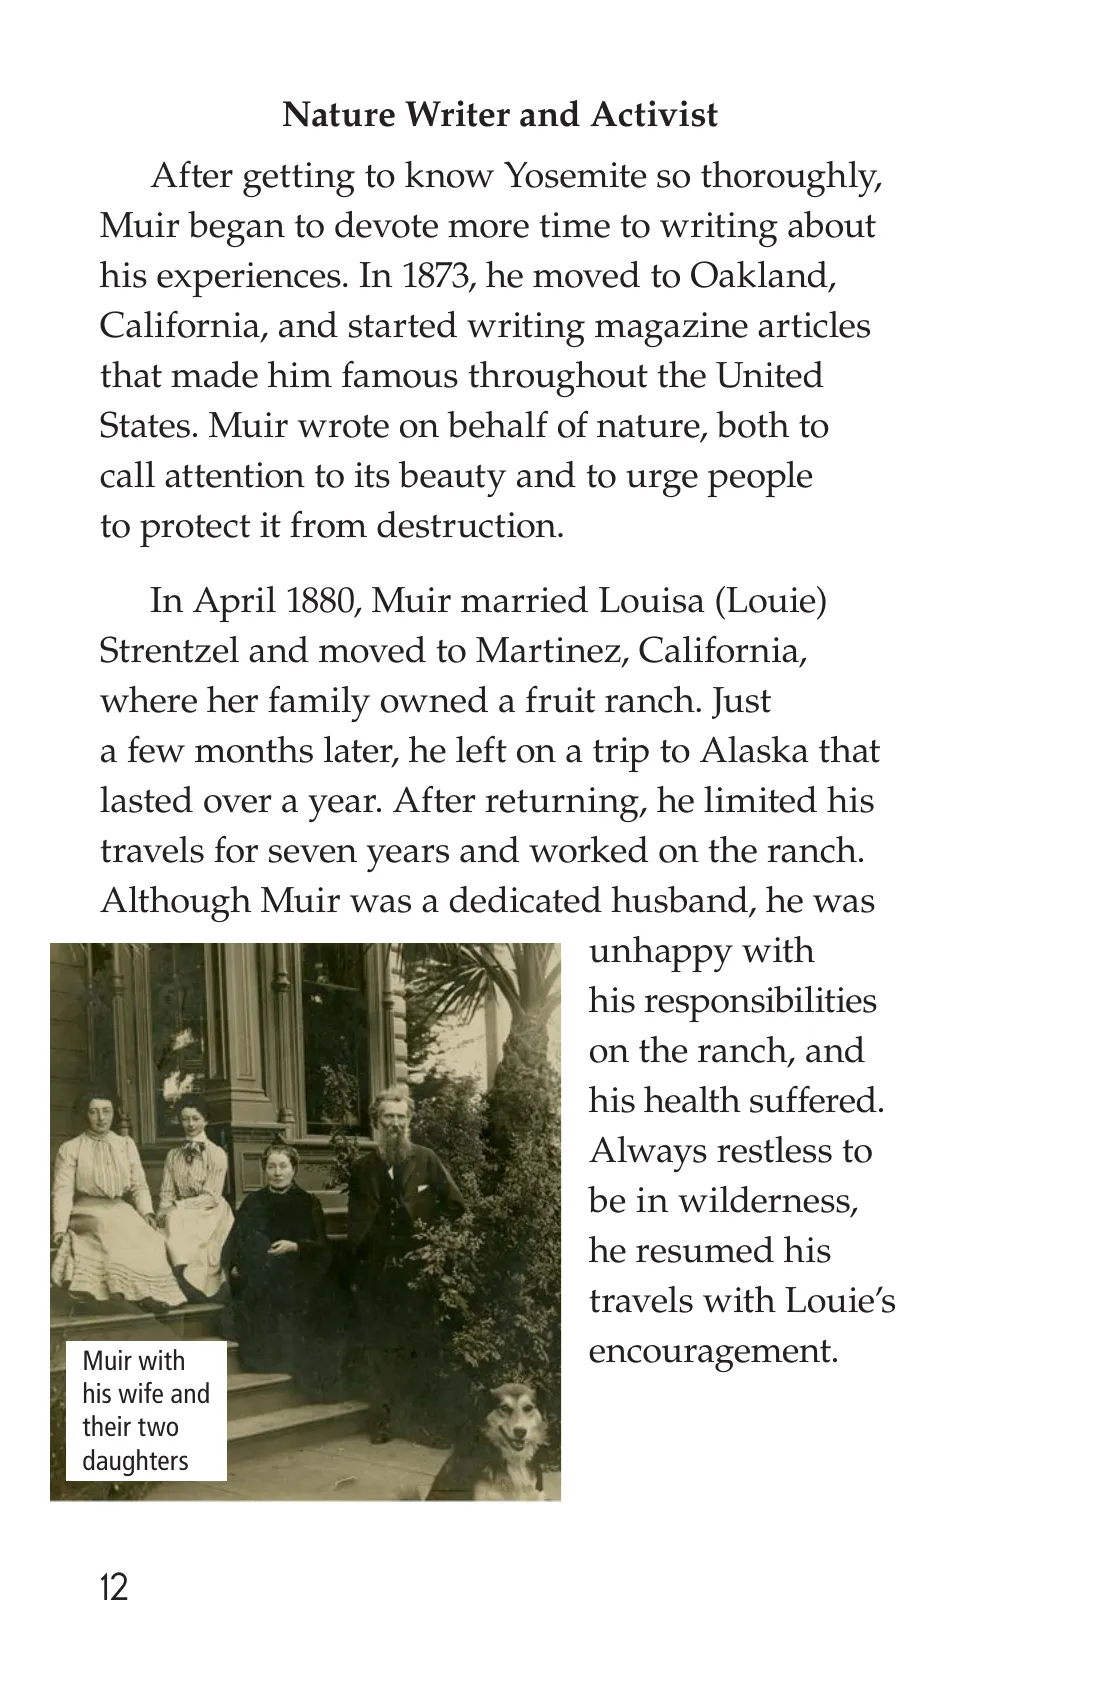 Nature Writer and Activist
After getting to know Yosemite so thoroughly,
Muir began to devote more time to writing about
his experiences. In 1873, he moved to Oakland,
California, and started writing magazine articles
that made him famous throughout the United
States. Muir wrote on behalf of nature, both to
call attention to its beauty and to urge people
to protect it from destruction.
In April 1880, Muir married Louisa (Louie)
Strentzel and moved to Martinez, California,
where her family owned a fruit ranch. Just
a few months later, he left on a trip to Alaska that
lasted over a year. After returning, he limited his
travels for seven years and worked on the ranch.
Although Muir was a dedicated husband, he was
unhappy with
his responsibilities
on the ranch, and
his health suffered.
Always restless to
be in wilderness,
he resumed his
travels with Louie’s
encouragement.
Muir with
his wife and
their two
daughters
12